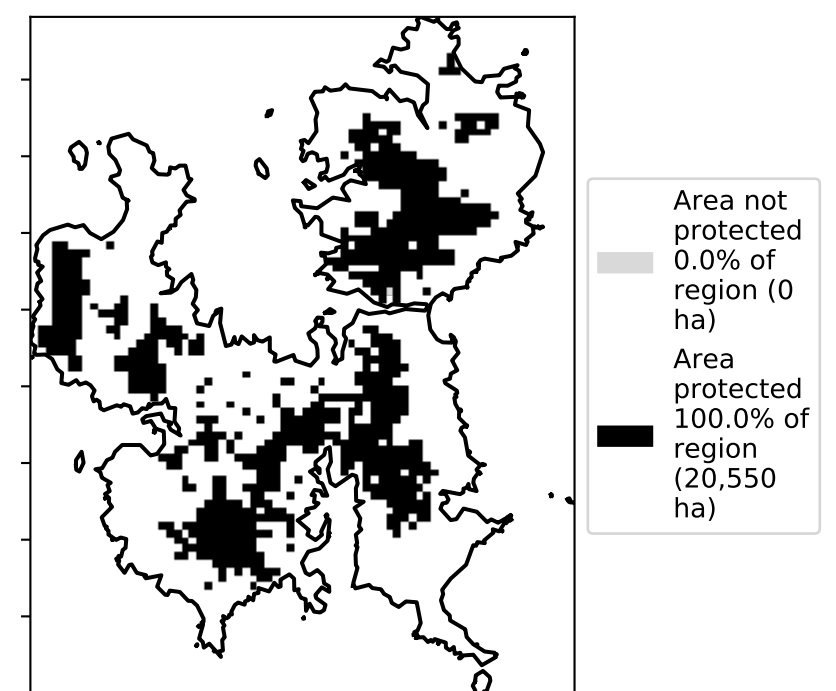 Area not
protected
0.0% of
region (0
ha)
Area
protected
100.0% of
region
(20,550
ha)